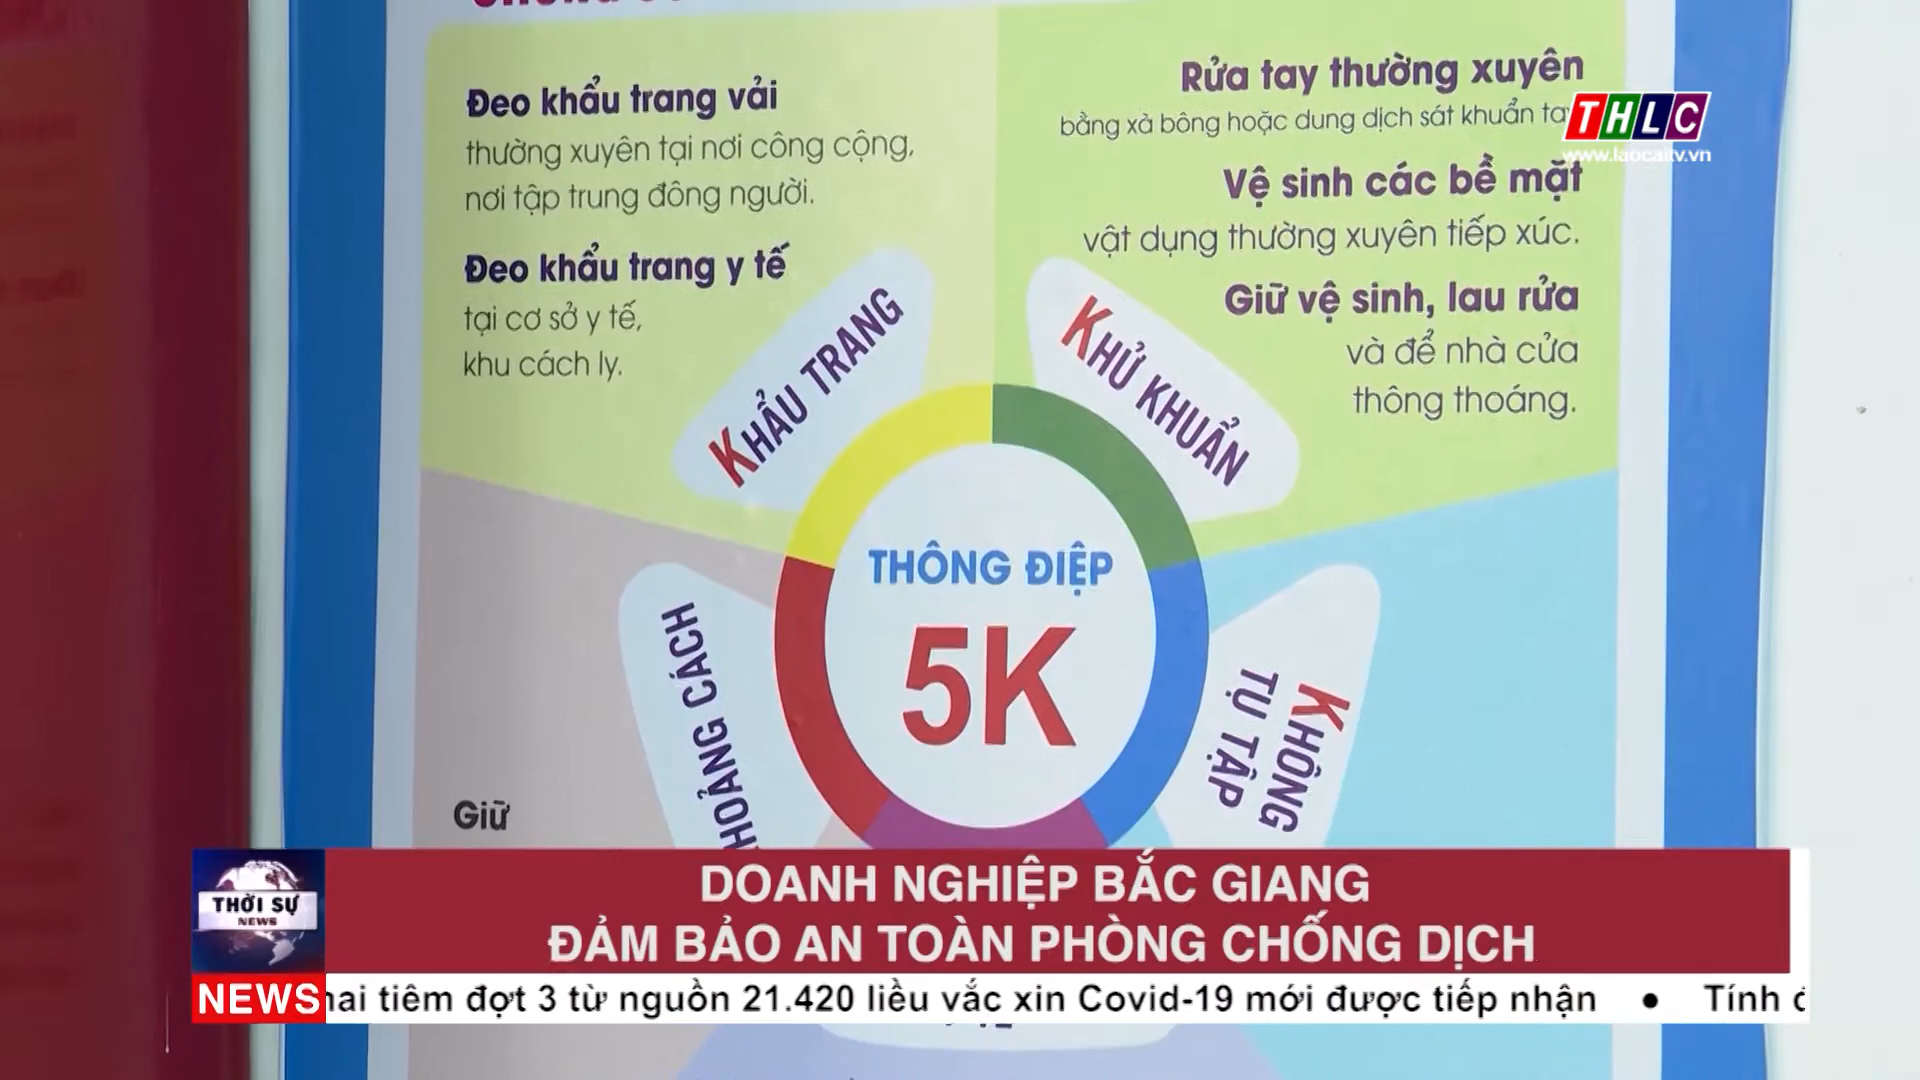 Đeo khẩu trang vải
thường xuyên tại nơi công cộng,
nơi tập trung đông người.
Đeo khẩu trang y tế
tại cơ sở y tế,
khu cách ly.
Rửa tay thường xuyên
bằng xà bông hoặc dung dịch sát khuẩn
Vệ sinh các bề mặt
vật dụng thường xuyên tiếp xúc.
Giữ vệ sinh, lau rửa
và để nhà cửa
thông thoáng.
THLC
www.laocaitv.vn
KHẨU TRANG
KHỬ KHUẨN
THÔNG ĐIỆP
5K
CÁCH
KHÔNG
TỤ TẬP
Giữ
THỜI SỰ
NEWS
DOANH NGHIỆP BẮC GIANG
ĐẢM BẢO AN TOÀN PHÒNG CHỐNG DỊCH
NEWS
tiêm đợt 3 từ nguồn 21.420 liều vắc xin Covid-19 mới được tiếp nhận • Tính